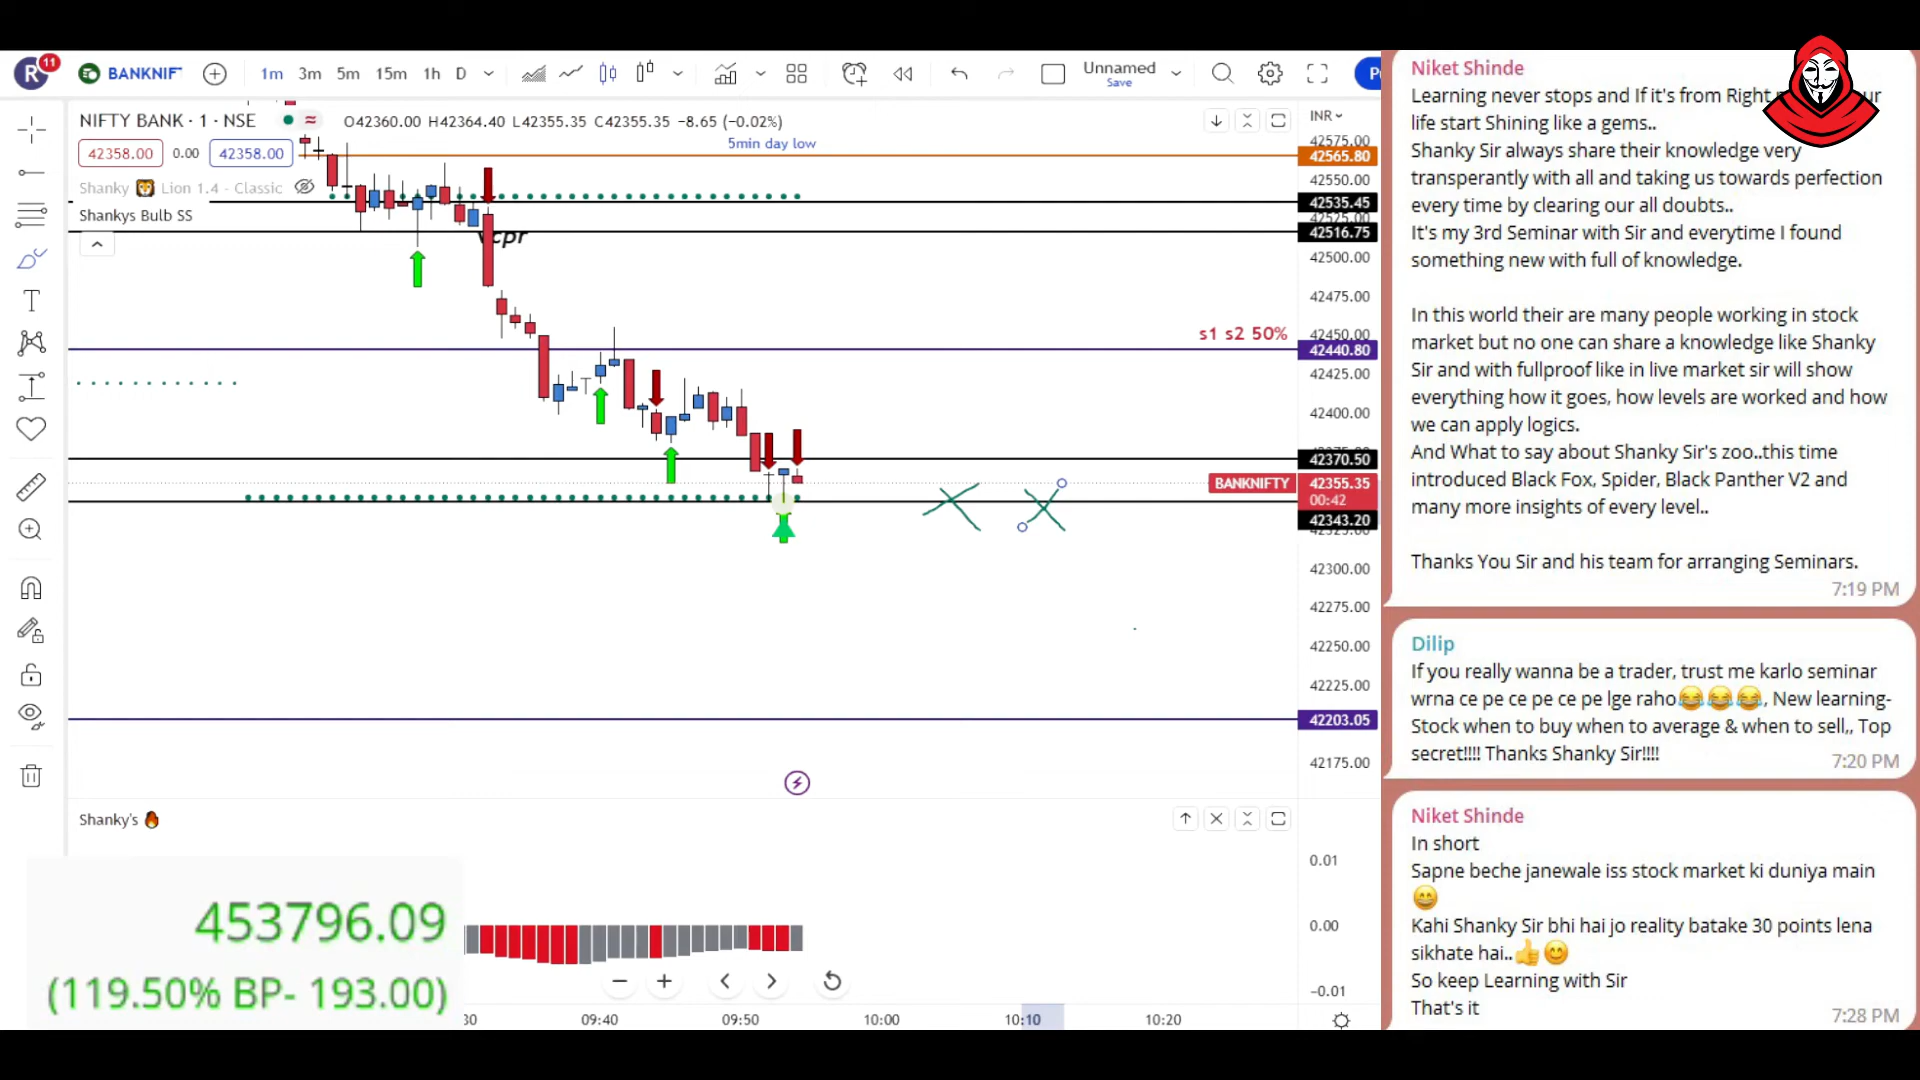 R 11 BANKNIF 1m 3m 5m 15m 1h D Unnamed Save
NIFTY BANK · 1 · NSE O42360.00 H42364.40 L42355.35 C42355.35 −8.65 (−0.02%)
INR
42358.00 0.00 42358.00
Shanky 🦁 Lion 1.4 - Classic
Shankys Bulb SS
5min day low
cpr
s1 s2 50%
42575.00
42565.80
42550.00
42535.45
42525.00
42516.75
42500.00
42475.00
42450.00
42440.80
42425.00
42400.00
42370.50
BANKNIFTY 42355.35
00:42
42343.20
42300.00
42275.00
42250.00
42225.00
42203.05
42175.00
Shanky's
0.01
0.00
−0.01
453796.09
(119.50% BP- 193.00)
30 09:40 09:50 10:00 10:10 10:20
Niket Shinde
Learning never stops and If it's from Right
life start Shining like a gems..
Shanky Sir always share their knowledge very
transperantly with all and taking us towards perfection
every time by clearing our all doubts..
It's my 3rd Seminar with Sir and everytime I found
something new with full of knowledge.
In this world their are many people working in stock
market but no one can share a knowledge like Shanky
Sir and with fullproof like in live market sir will show
everything how it goes, how levels are worked and how
we can apply logics.
And What to say about Shanky Sir's zoo..this time
introduced Black Fox, Spider, Black Panther V2 and
many more insights of every level..
Thanks You Sir and his team for arranging Seminars.
7:19 PM
Dilip
If you really wanna be a trader, trust me karlo seminar
wrna ce pe ce pe ce pe lge raho😂😂😂, New learning-
Stock when to buy when to average & when to sell,, Top
secret!!!! Thanks Shanky Sir!!!!
7:20 PM
Niket Shinde
In short
Sapne beche janewale iss stock market ki duniya main
😄
Kahi Shanky Sir bhi hai jo reality batake 30 points lena
sikhate hai..👍😊
So keep Learning with Sir
That's it
7:28 PM